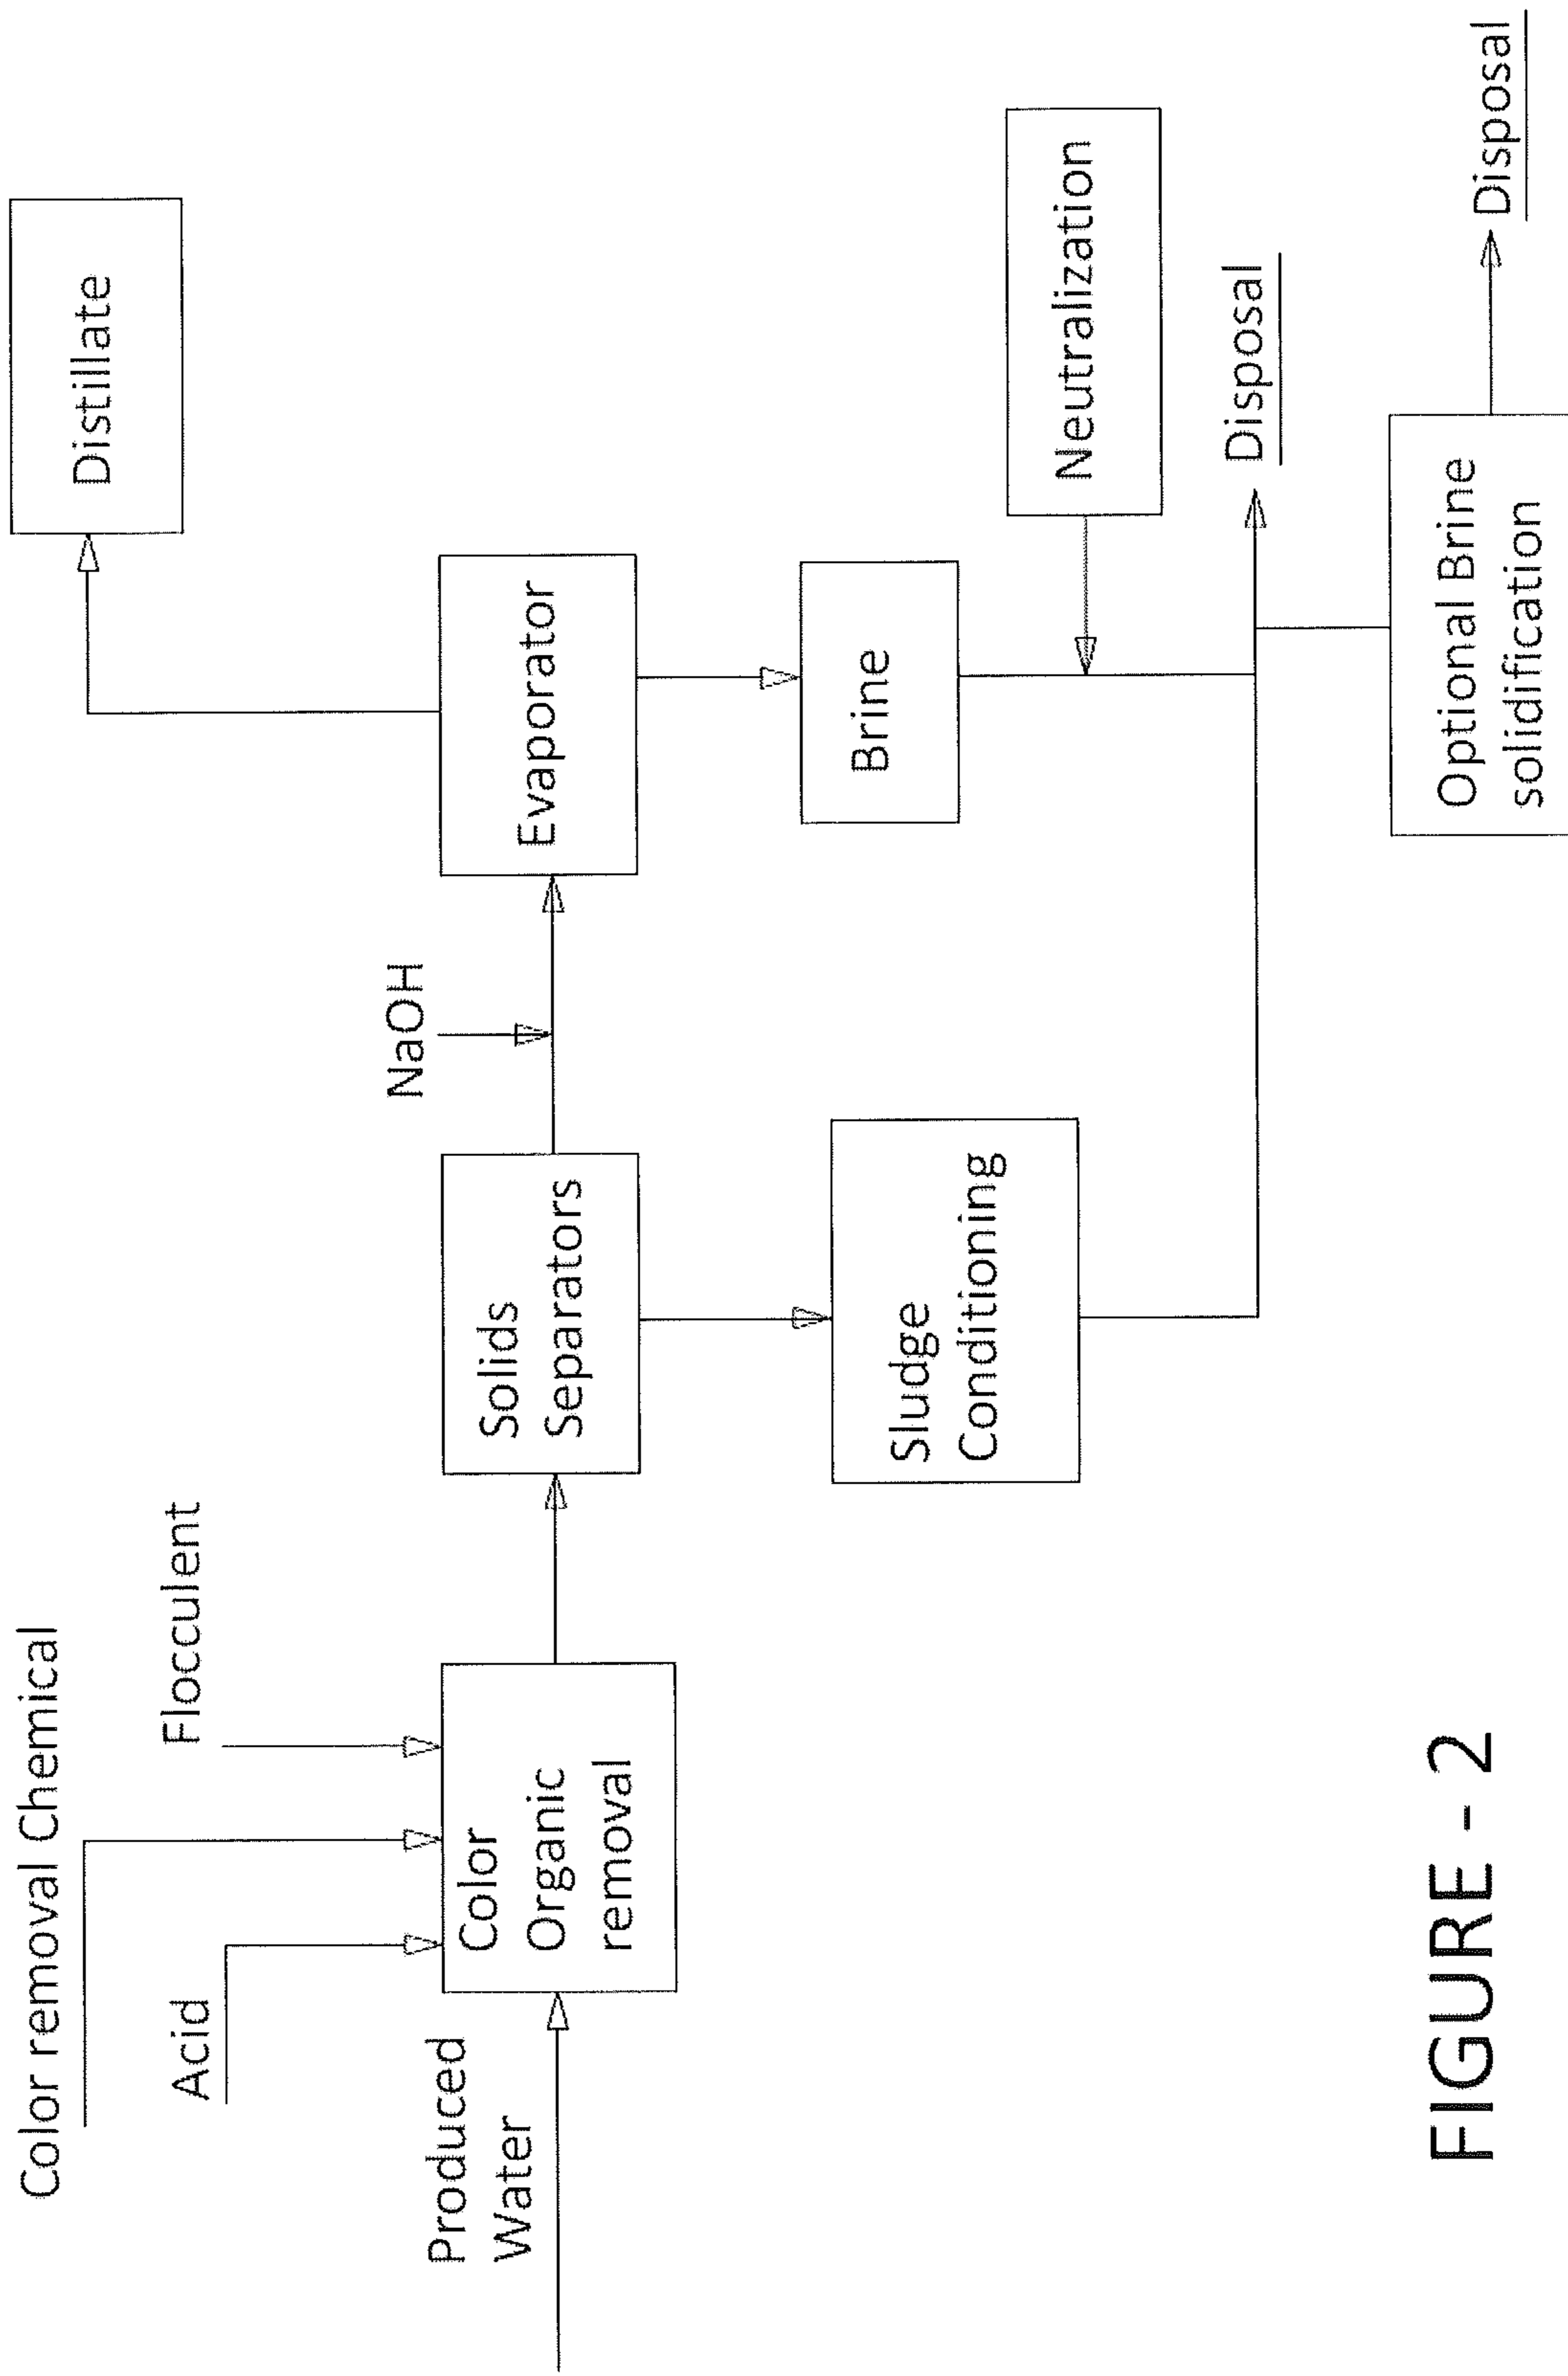 Color removal Chemical
Acid
Flocculent
Produced
Water
Color
Organic
removal
Solids
Separators
NaOH
Evaporator
Distillate
Sludge
Conditioning
Brine
Neutralization
Disposal
Optional Brine
solidification
Disposal
FIGURE - 2